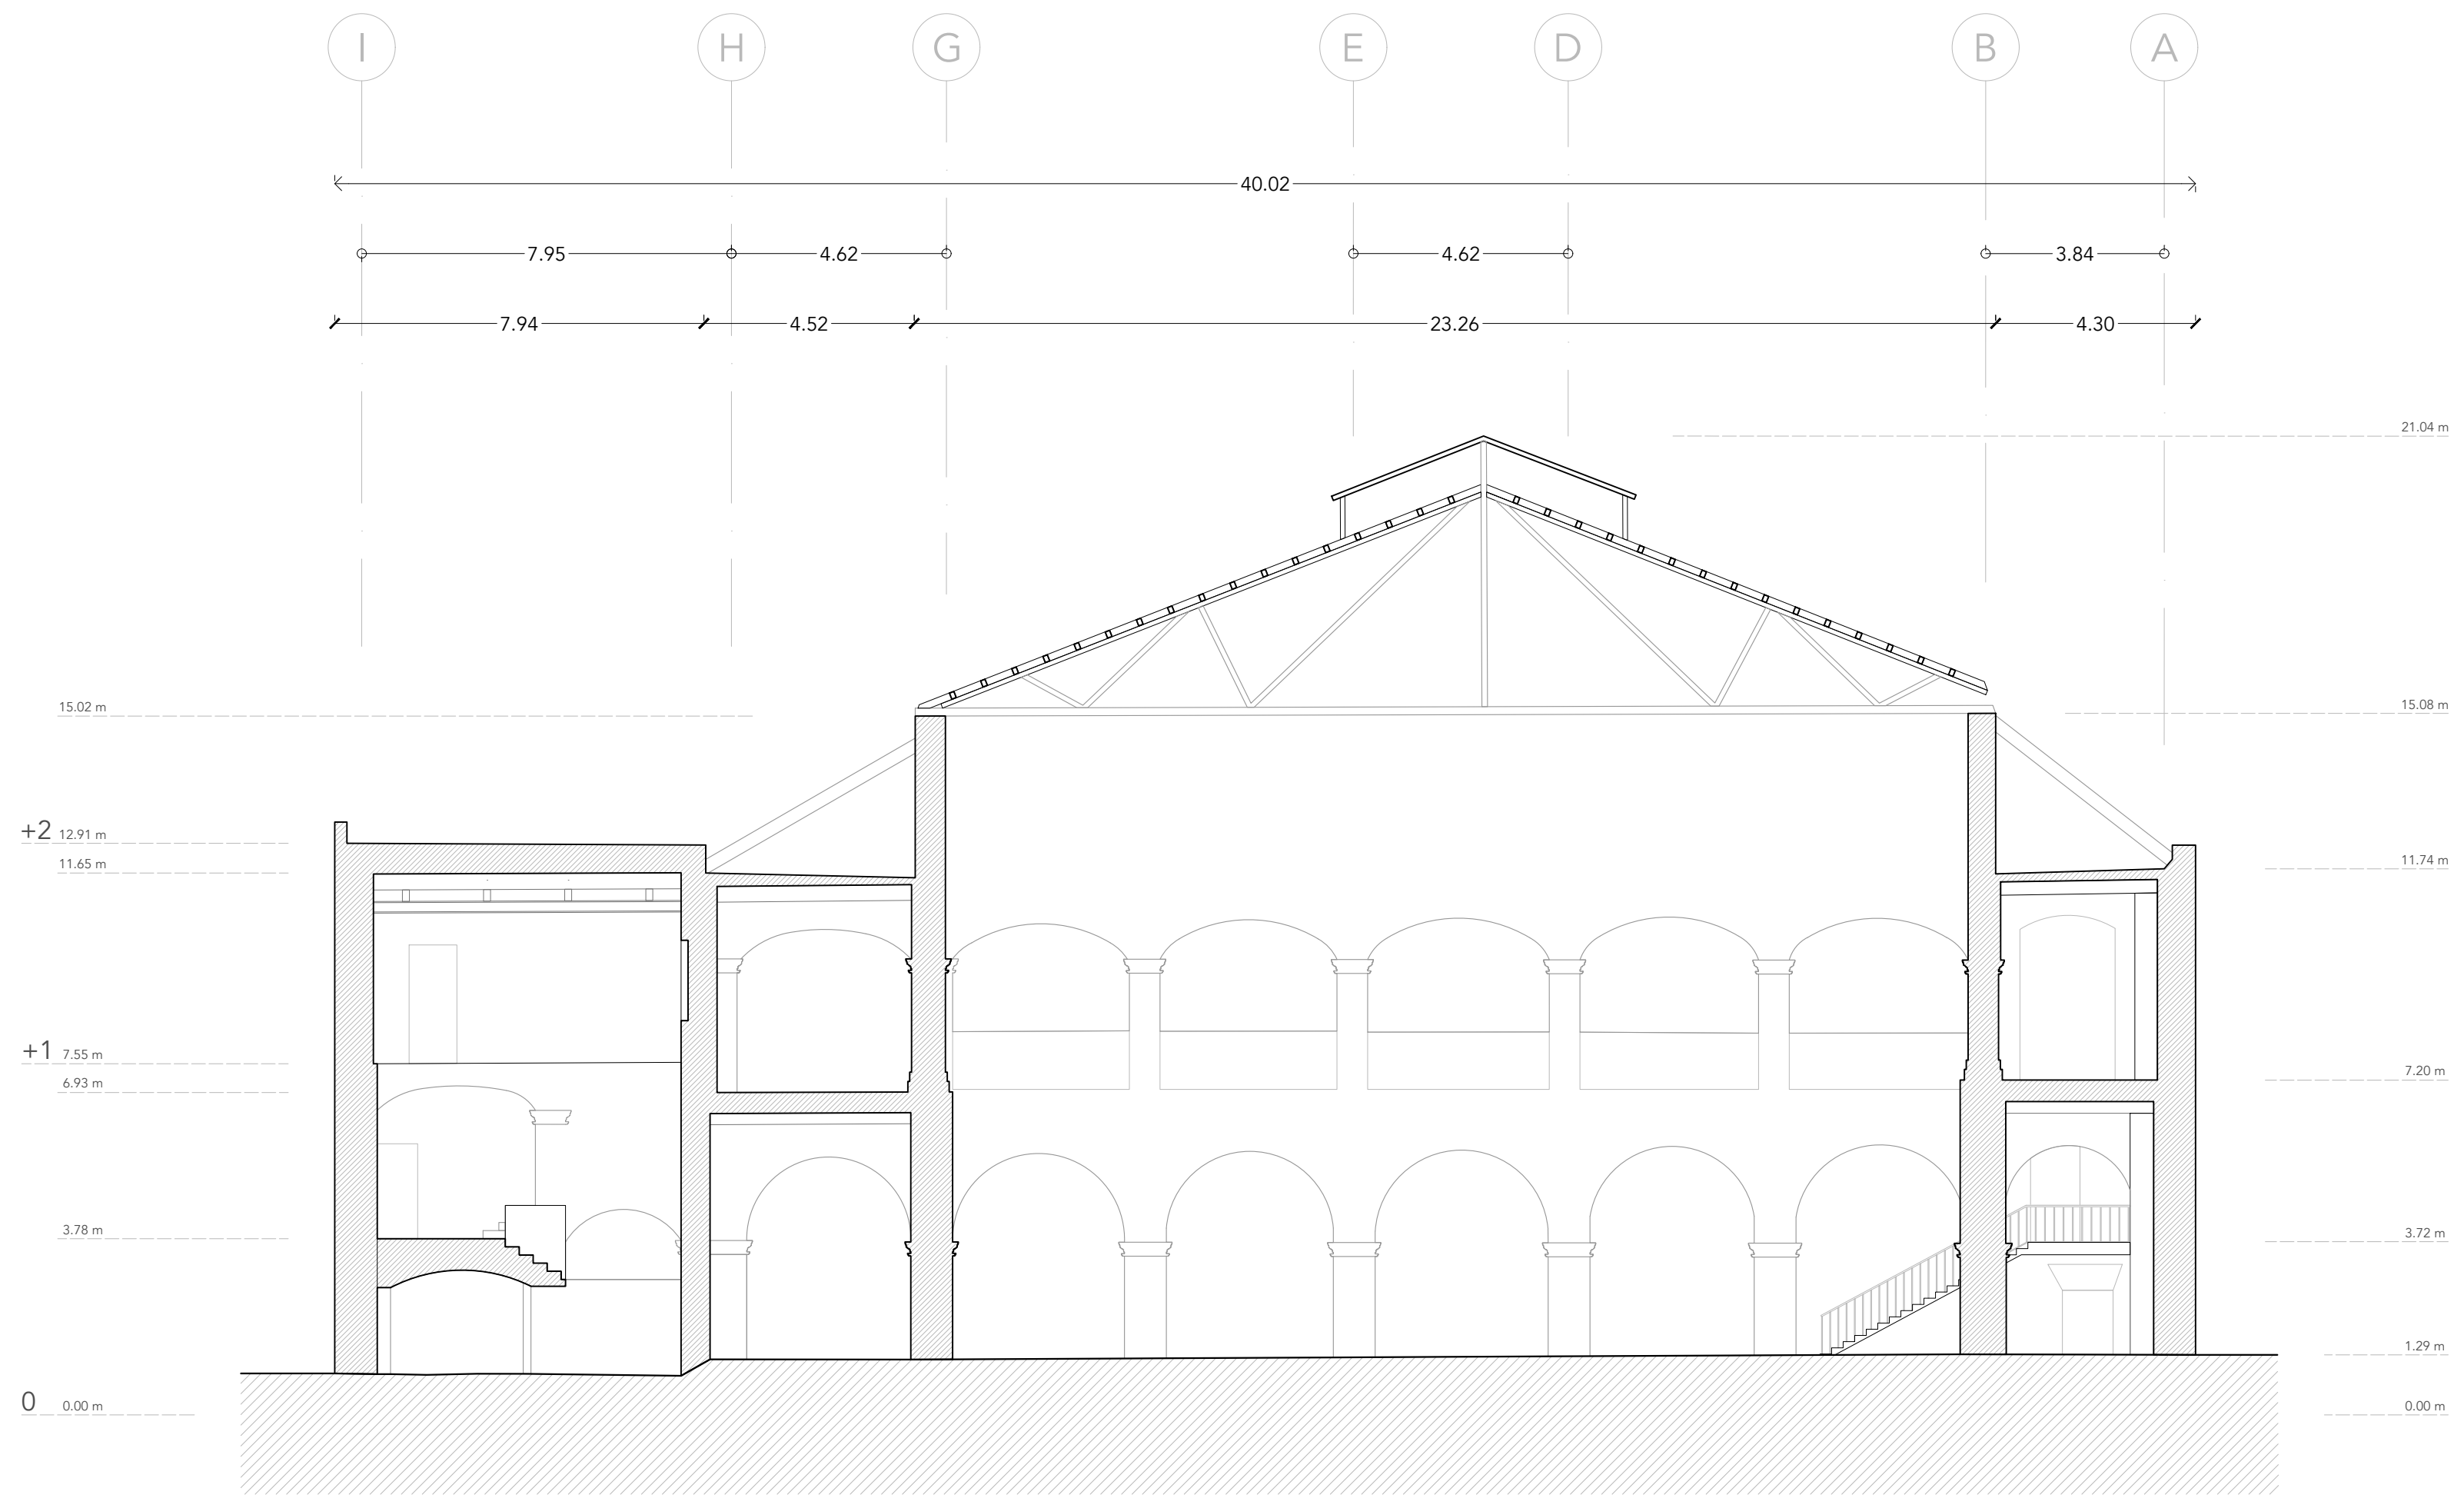 I H G E D B A
40.02
7.95 4.62 4.62 3.84
7.94 4.52 23.26 4.30
21.04 m
15.02 m 15.08 m
+2 12.91 m
11.65 m 11.74 m
+1 7.55 m
6.93 m 7.20 m
3.78 m 3.72 m
1.29 m
0 0.00 m 0.00 m